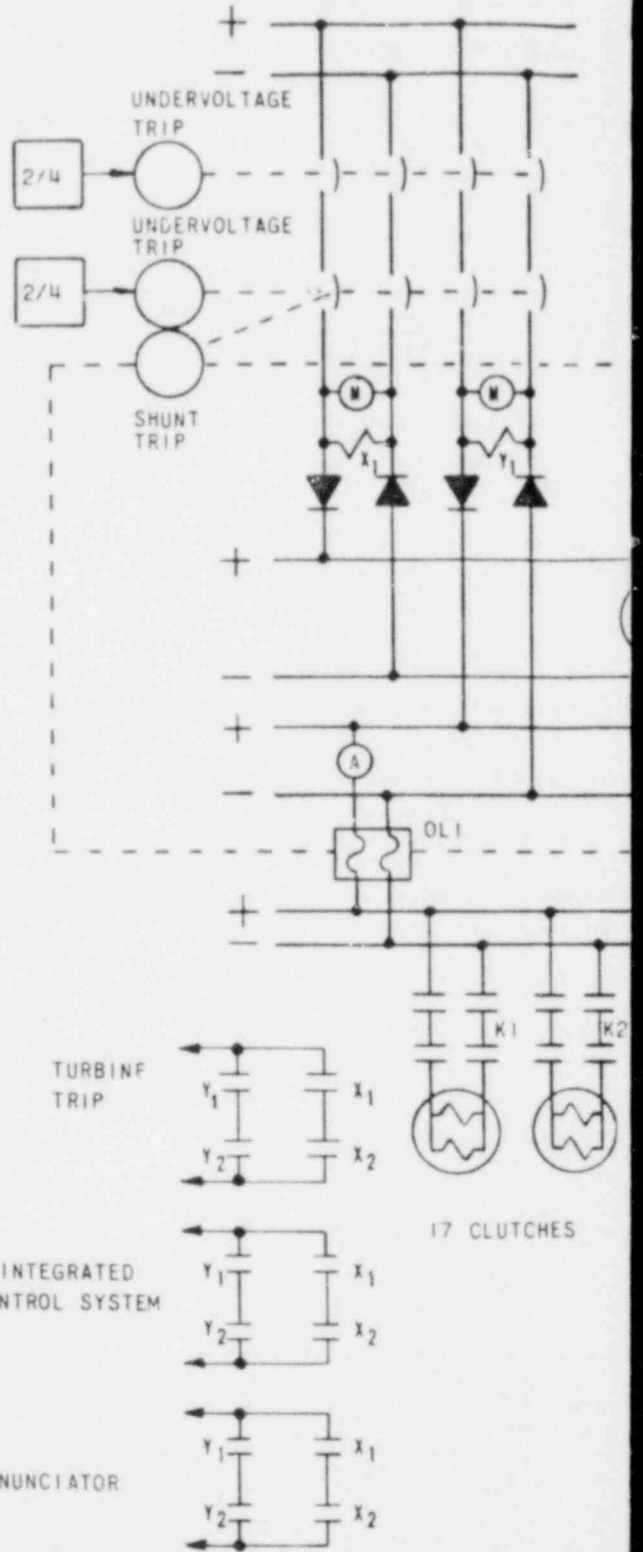 +
−
UNDERVOLTAGE
TRIP
2/4
UNDERVOLTAGE
TRIP
2/4
SHUNT
TRIP
M
M
X1
Y1
+
−
+
A
−
OL1
+
−
K1
K2
TURBINE
TRIP
Y1
X1
Y2
X2
17 CLUTCHES
INTEGRATED
NTROL SYSTEM
Y1
X1
Y2
X2
NUNCIATOR
Y1
X1
Y2
X2